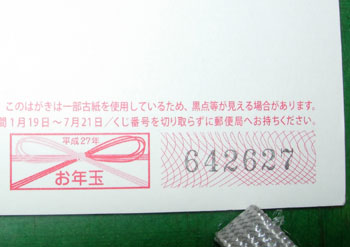 このはがきは一部古紙を使用しているため、黒点等が見える場合があります。
間1月19日〜7月21日／くじ番号を切り取らずに郵便局へお持ちください。
平成27年
お年玉
642627